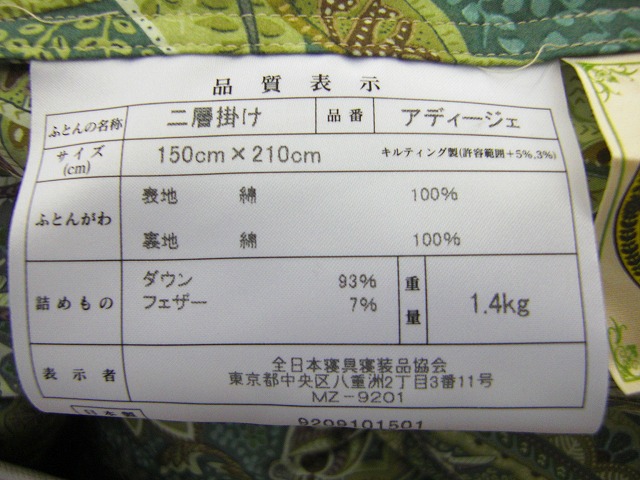 品質表示
ふとんの名称 二層掛け 品番 アディージェ
サイズ(cm) 150cm×210cm キルティング製(許容範囲+5%,3%)
ふとんがわ 表地 綿 100%
裏地 綿 100%
詰めもの ダウン 93% 重量 1.4kg
フェザー 7%
表示者 全日本寝具寝装品協会
東京都中央区八重洲2丁目3番11号
MZ-9201
日本製 9209101501